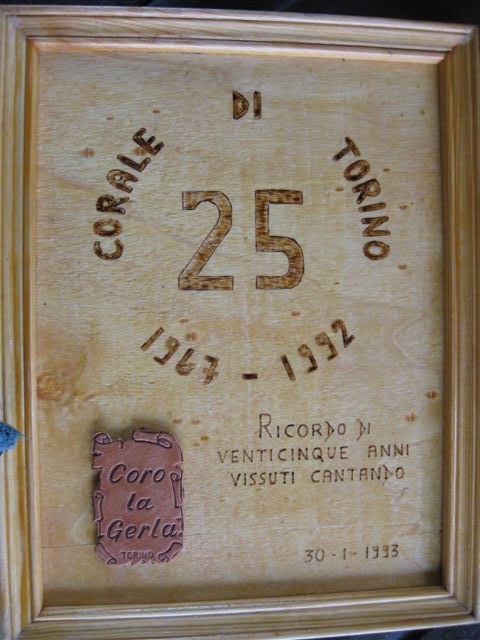 CORALE DI TORINO
25
1967 - 1992
RICORDO DI
VENTICINQUE ANNI
VISSUTI CANTANDO
Coro
la
Gerla
TORINO
30-1-1993